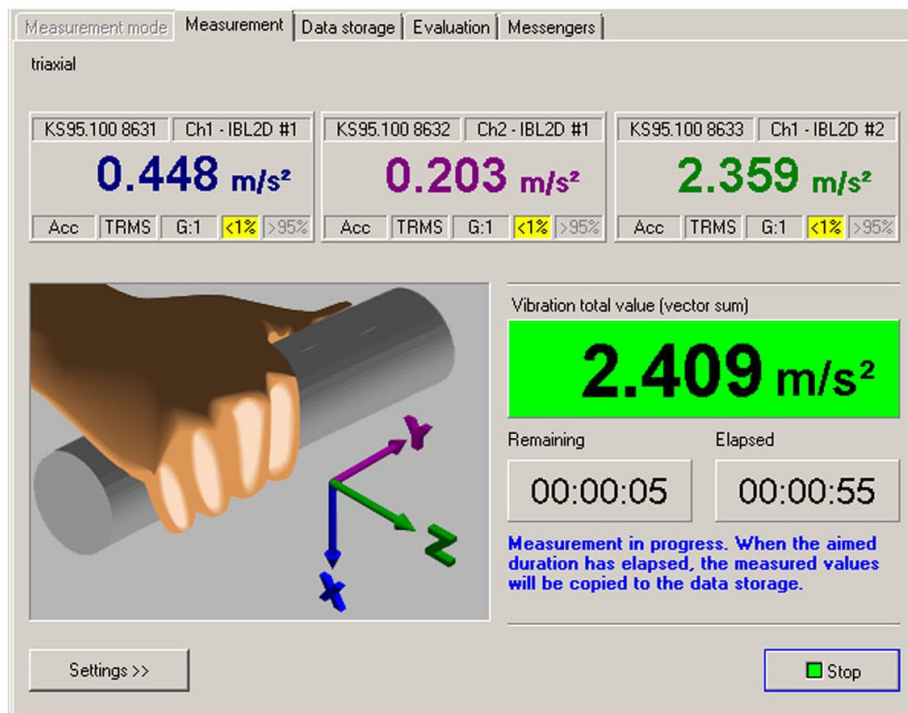 Measurement mode Measurement Data storage Evaluation Messengers
triaxial
KS95.100 8631 Ch1 - IBL2D #1 KS95.100 8632 Ch2 - IBL2D #1 KS95.100 8633 Ch1 - IBL2D #2
0.448 m/s² 0.203 m/s² 2.359 m/s²
Acc TRMS G:1 <1% >95% Acc TRMS G:1 <1% >95% Acc TRMS G:1 <1% >95%
Vibration total value (vector sum)
2.409 m/s²
Remaining Elapsed
00:00:05 00:00:55
Measurement in progress. When the aimed
duration has elapsed, the measured values
will be copied to the data storage.
Y
Z
X
Settings >> Stop